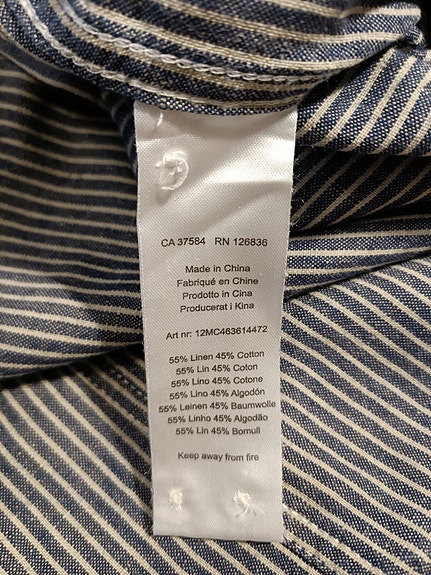 CA 37584 RN 126836
Made in China
Fabriqué en Chine
Prodotto in Cina
Producerat i Kina
Art nr: 12MC463614472
55% Linen 45% Cotton
55% Lin 45% Coton
55% Lino 45% Cotone
55% Lino 45% Algodón
55% Leinen 45% Baumwolle
55% Linho 45% Algodão
55% Lin 45% Bomull
Keep away from fire